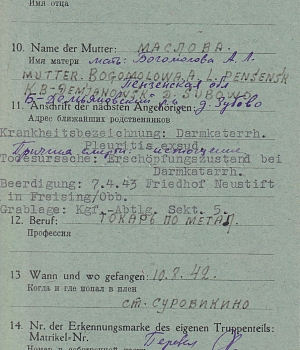 Имя отца
10. Name der Mutter: МАСЛОВА.
Имя матери мать: Богомолова А. Л.
MUTTER. BOGOMOLOWA, A. L. PENSENSK
Пензенская обл
K.B-DEMJANOWSK D. SUBOWO
11. Anschrift der nächsten Angehörigen:
Б-Демьяновский р-н д. Зубово
Адрес ближайших родственников
Krankheitsbezeichnung: Darmkatarrh.
Pleuritis exsud.
Причина смерти: истощение
Todesursache: Erschöpfungszustand bei
Darmkatarrh.
Beerdigung: 7.4.43 Friedhof Neustift
in Freising/Obb.
Grablage: Kgf.-Abtlg. Sekt. 5.
12. Beruf: ТОКАРЬ ПО МЕТАЛ.
Профессия
13 Wann und wo gefangen: 10.8.42.
Когда и где попал в плен
СТ. СУРОВИКИНО
14. Nr. der Erkennungsmarke des eigenen Truppenteils:
Matrikel-Nr.